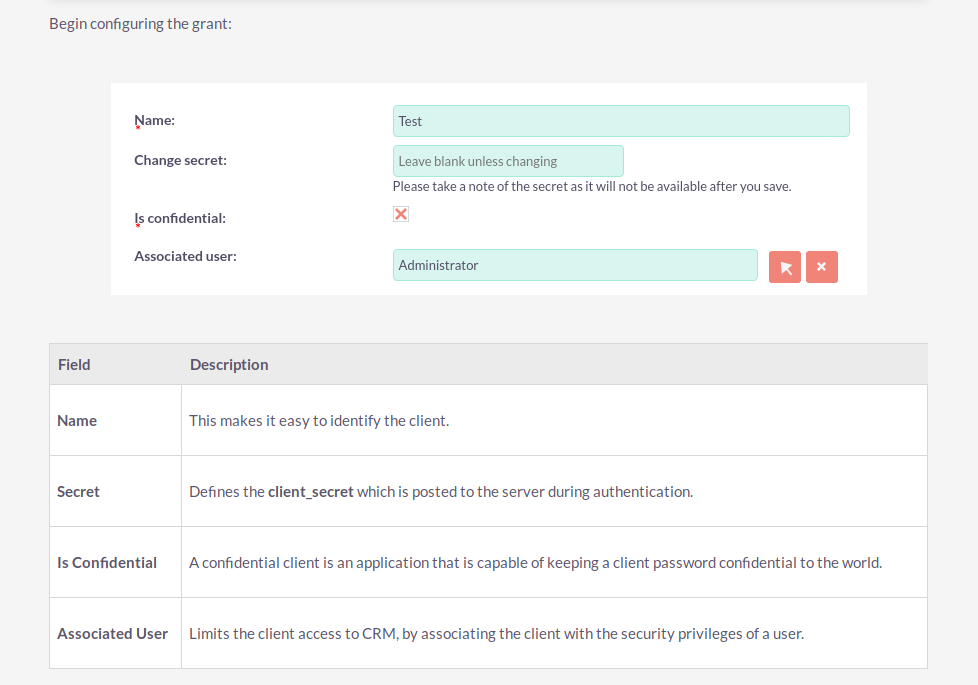 Begin configuring the grant:
Name:
*
Test
Change secret:
Leave blank unless changing
Please take a note of the secret as it will not be available after you save.
Is confidential:
*
Associated user:
Administrator
Field Description
Name This makes it easy to identify the client.
Secret Defines the client_secret which is posted to the server during authentication.
Is Confidential A confidential client is an application that is capable of keeping a client password confidential to the world.
Associated User Limits the client access to CRM, by associating the client with the security privileges of a user.